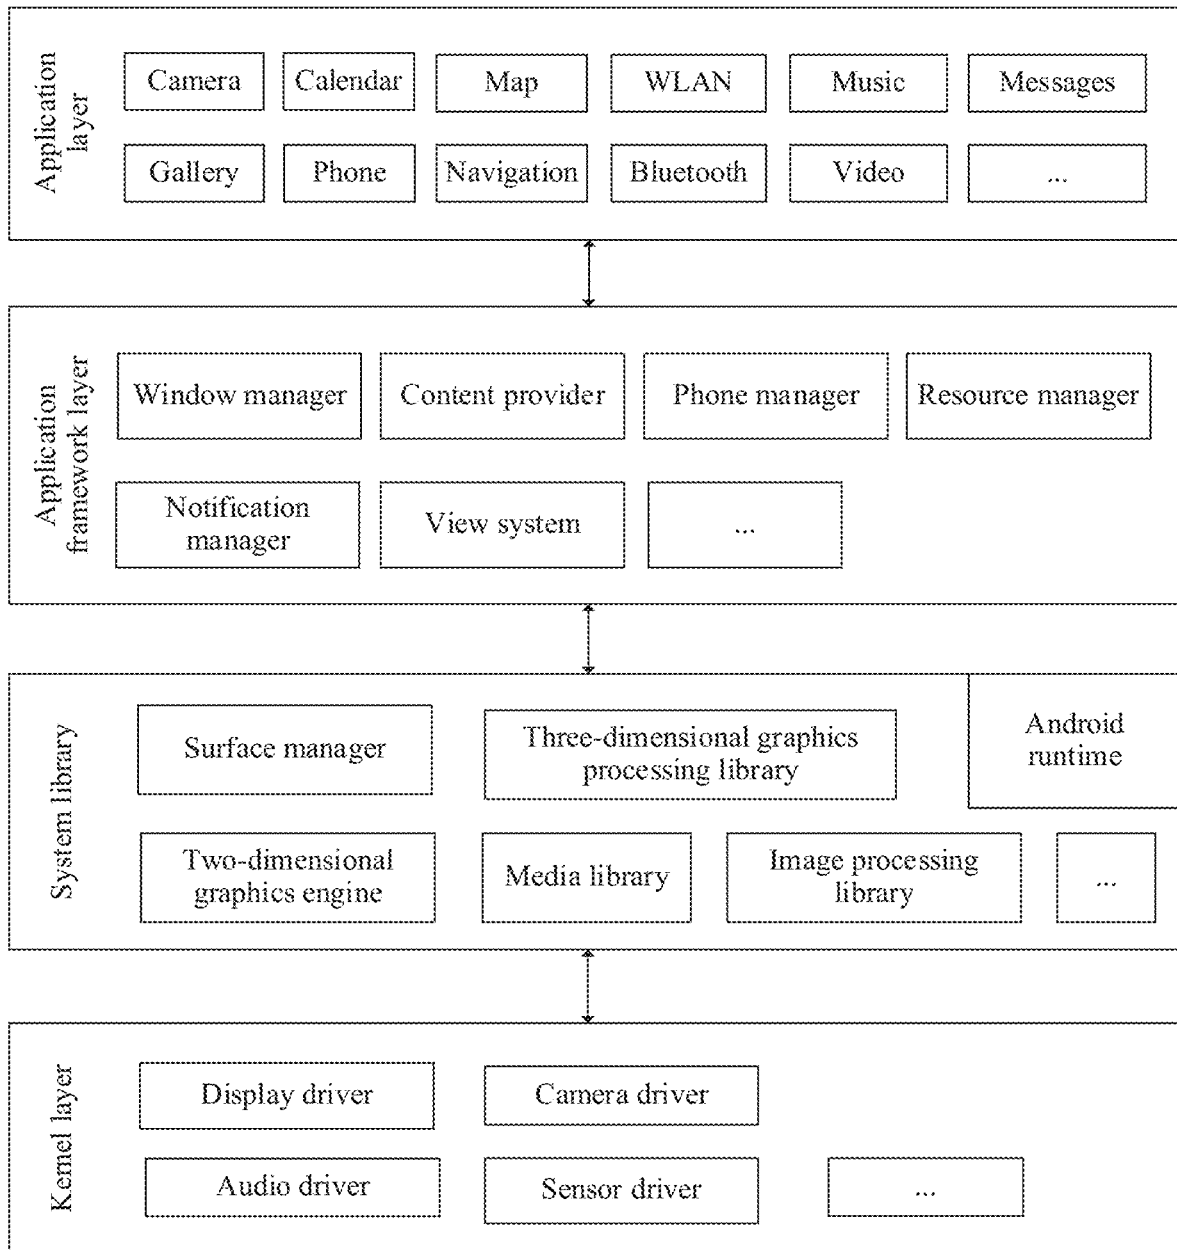 Application
layer
Camera
Calendar
Map
WLAN
Music
Messages
Gallery
Phone
Navigation
Bluetooth
Video
...
Application
framework layer
Window manager
Content provider
Phone manager
Resource manager
Notification
manager
View system
...
System library
Surface manager
Three-dimensional graphics
processing library
Android
runtime
Two-dimensional
graphics engine
Media library
Image processing
library
...
Kernel layer
Display driver
Camera driver
Audio driver
Sensor driver
...